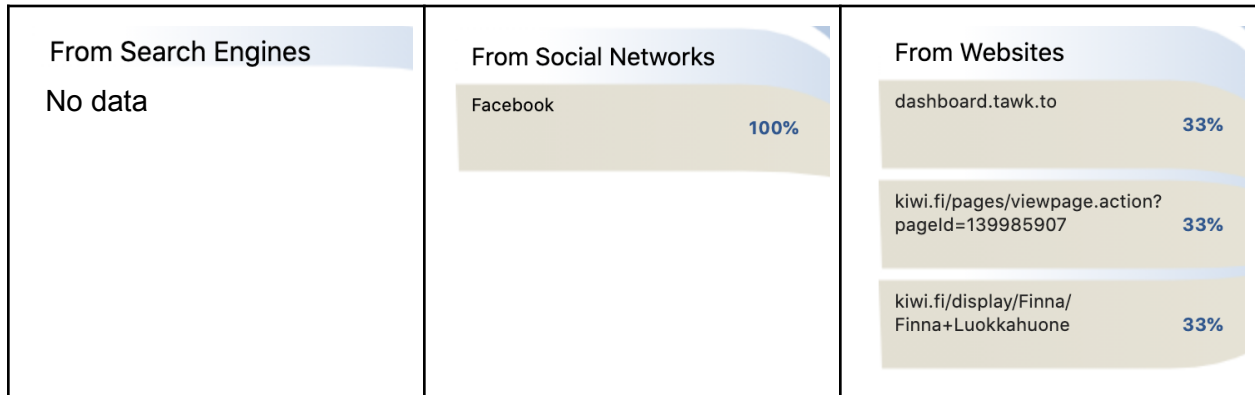 From Search Engines
No data
From Social Networks
Facebook
100%
From Websites
dashboard.tawk.to
33%
kiwi.fi/pages/viewpage.action?
pageId=139985907
33%
kiwi.fi/display/Finna/
Finna+Luokkahuone
33%